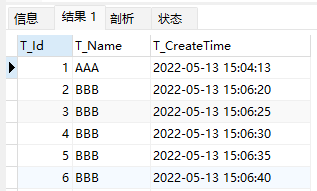 信息 结果 1 剖析 状态
T_Id T_Name T_CreateTime
1 AAA 2022-05-13 15:04:13
2 BBB 2022-05-13 15:06:20
3 BBB 2022-05-13 15:06:25
4 BBB 2022-05-13 15:06:30
5 BBB 2022-05-13 15:06:35
6 BBB 2022-05-13 15:06:40